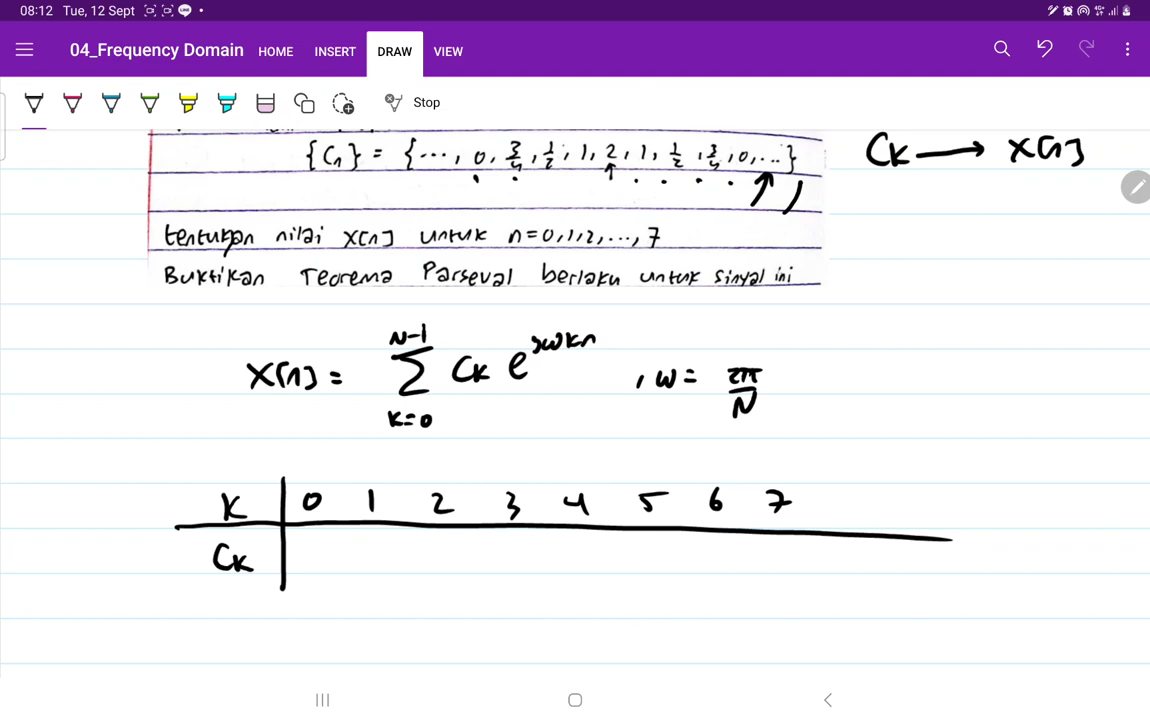 08:12 Tue, 12 Sept
4G+
04_Frequency Domain HOME INSERT DRAW VIEW
Stop
{Cn} = {..., 0, 3/4, 1/2, 1, 2, 1, 1/2, 3/4, 0, ...}
↑
Ck → x[n]
tentukan nilai x[n] untuk n=0,1,2,...,7
Buktikan Teorema Parseval berlaku untuk sinyal ini
x[n] = N-1 Σ k=0 Ck e^jωkn , ω = 2π/N
K 0 1 2 3 4 5 6 7
Ck